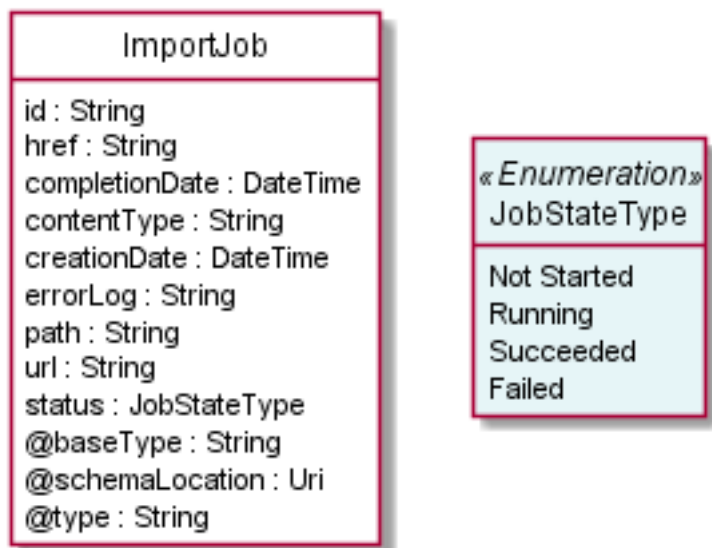 ImportJob
id : String
href : String
completionDate : DateTime
contentType : String
creationDate : DateTime
errorLog : String
path : String
url : String
status : JobStateType
@baseType : String
@schemaLocation : Uri
@type : String
«Enumeration»
JobStateType
Not Started
Running
Succeeded
Failed